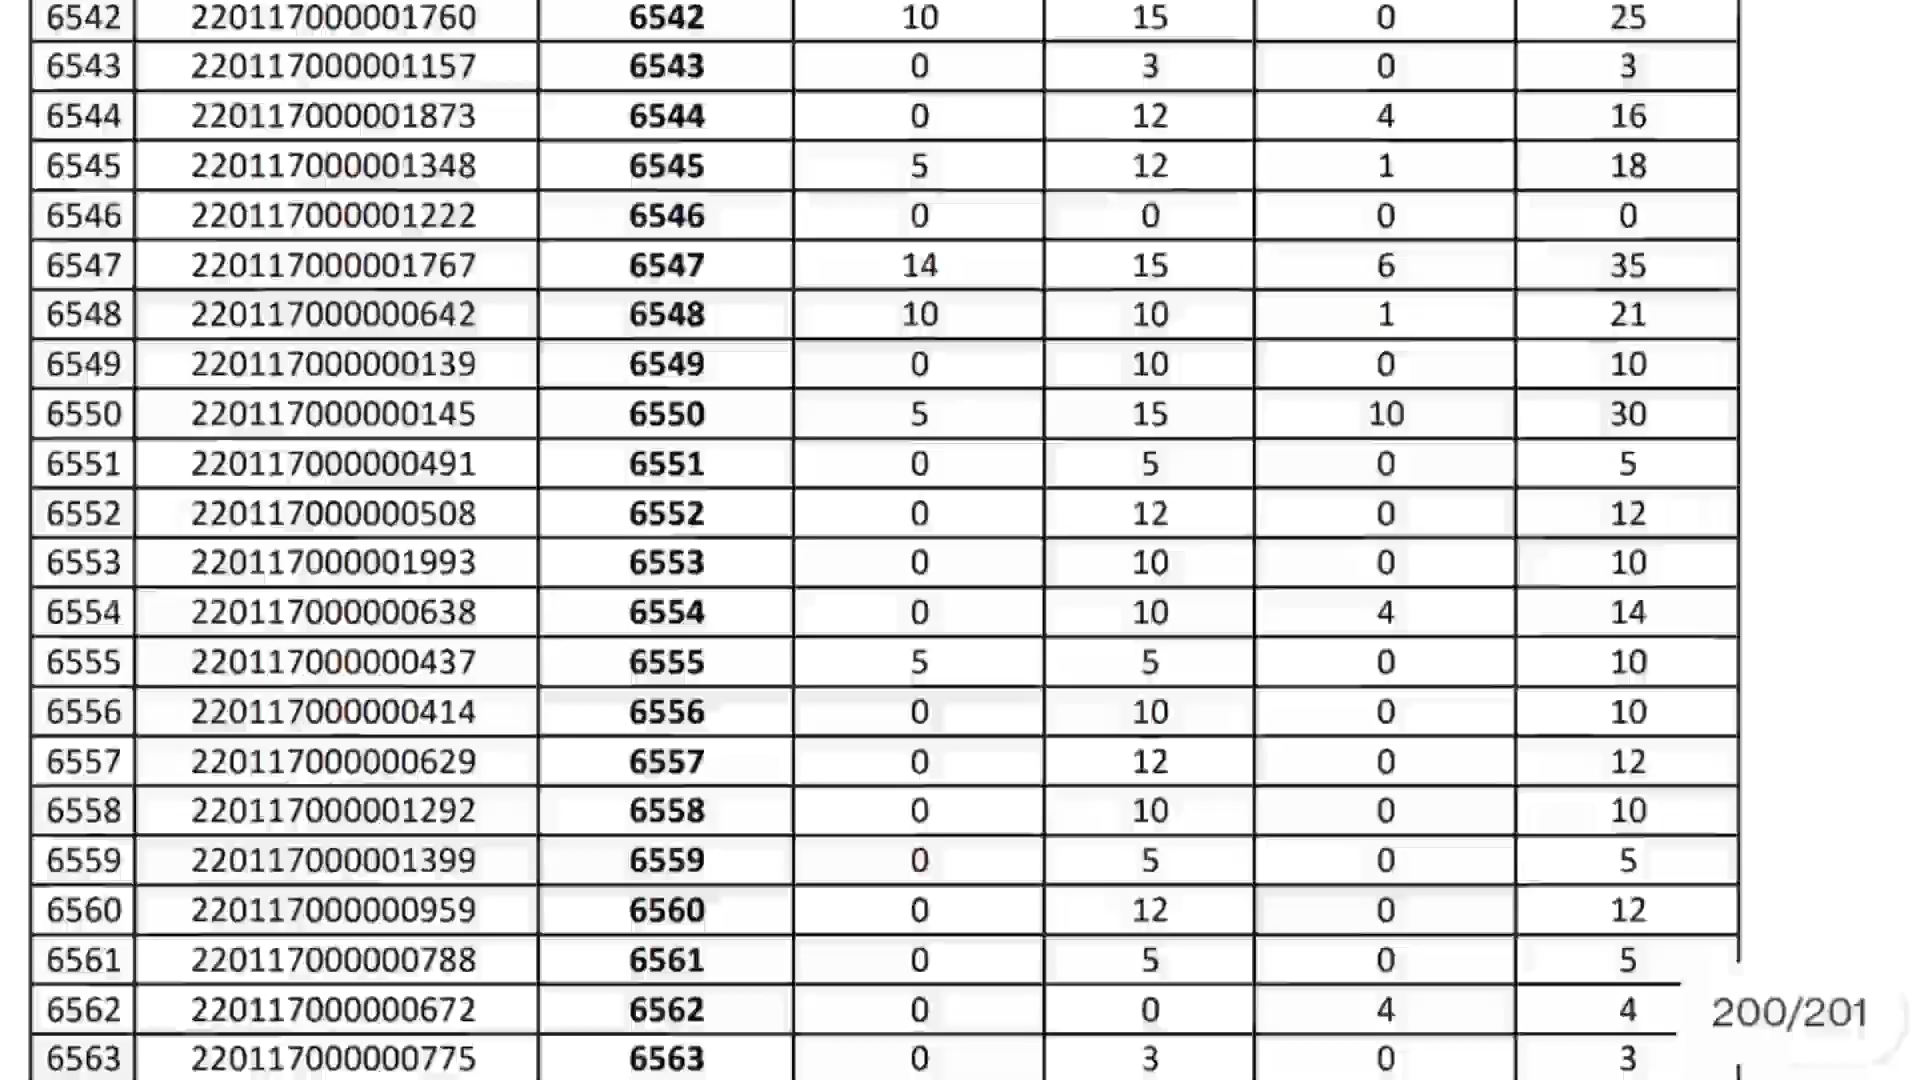 6542 220117000001760 6542 10 15 0 25
6543 220117000001157 6543 0 3 0 3
6544 220117000001873 6544 0 12 4 16
6545 220117000001348 6545 5 12 1 18
6546 220117000001222 6546 0 0 0 0
6547 220117000001767 6547 14 15 6 35
6548 220117000000642 6548 10 10 1 21
6549 220117000000139 6549 0 10 0 10
6550 220117000000145 6550 5 15 10 30
6551 220117000000491 6551 0 5 0 5
6552 220117000000508 6552 0 12 0 12
6553 220117000001993 6553 0 10 0 10
6554 220117000000638 6554 0 10 4 14
6555 220117000000437 6555 5 5 0 10
6556 220117000000414 6556 0 10 0 10
6557 220117000000629 6557 0 12 0 12
6558 220117000001292 6558 0 10 0 10
6559 220117000001399 6559 0 5 0 5
6560 220117000000959 6560 0 12 0 12
6561 220117000000788 6561 0 5 0 5
6562 220117000000672 6562 0 0 4 4
200/201
6563 220117000000775 6563 0 3 0 3